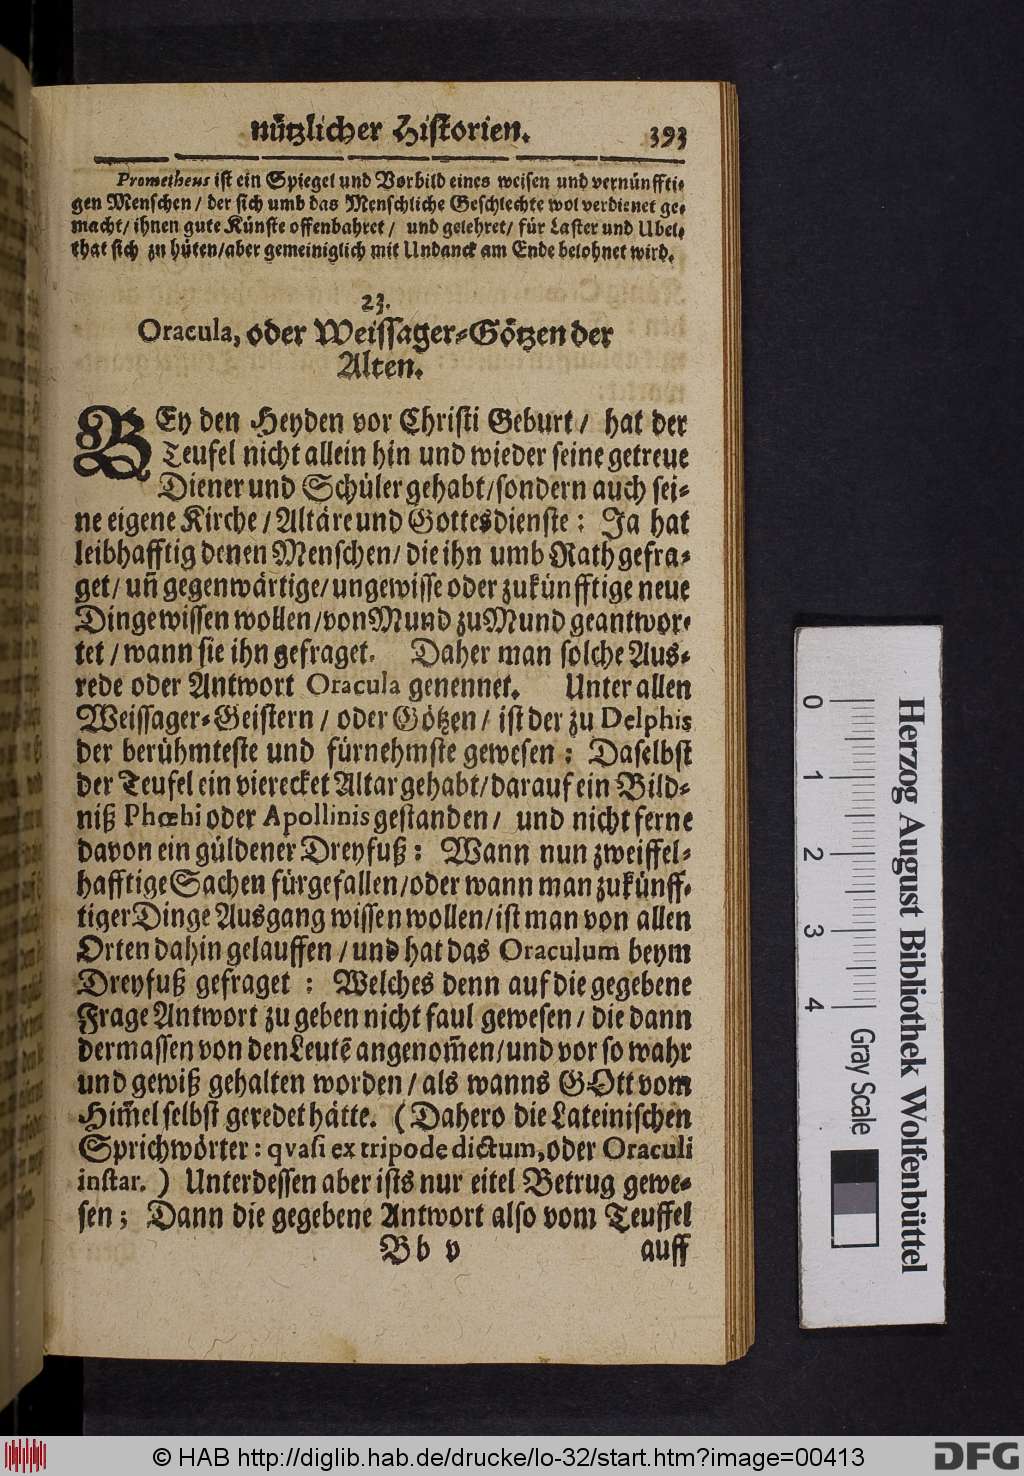 nützlicher Historien. 393
Prometheus ist ein Spiegel und Vorbild eines weisen und vernünffti-
gen Menschen / der sich umb das Menschliche Geschlechte wol verdienet ge-
macht / ihnen gute Künste offenbahret / und gelehret / für Laster und Ubel-
that sich zu hüten / aber gemeiniglich mit Undanck am Ende belohnet wird.
23.
Oracula, oder Weissager-Götzen der
Alten.
BEy den Heyden vor Christi Geburt / hat der
Teufel nicht allein hin und wieder seine getreue
Diener und Schüler gehabt / sondern auch sei-
ne eigene Kirche / Altäre und Gottesdienste: Ja hat
leibhafftig denen Menschen / die ihn umb Rath gefra-
get / uñ gegenwärtige / ungewisse oder zukünfftige neue
Dinge wissen wollen / von Mund zu Mund geantwor-
tet / wann sie ihn gefraget. Daher man solche Aus-
rede oder Antwort Oracula genennet. Unter allen
Weissager-Geistern / oder Götzen / ist der zu Delphis
der berühmteste und fürnehmste gewesen: Daselbst
der Teufel ein vierecket Altar gehabt / darauf ein Bild-
niß Phœbi oder Apollinis gestanden / und nicht ferne
davon ein güldener Dreyfuß: Wann nun zweiffel-
hafftige Sachen fürgefallen / oder wann man zukünff-
tiger Dinge Ausgang wissen wollen / ist man von allen
Orten dahin gelauffen / und hat das Oraculum beym
Dreyfuß gefraget: Welches denn auf die gegebene
Frage Antwort zu geben nicht faul gewesen / die dann
dermassen von den Leutē angenom̃en / und vor so wahr
und gewiß gehalten worden / als wanns GOtt vom
Him̃el selbst geredet hätte. (Dahero die Lateinischen
Sprichwörter: qvasi ex tripode dictum, oder Oraculi
instar.) Unterdessen aber ists nur eitel Betrug gewe-
sen; Dann die gegebene Antwort also vom Teuffel
Bb v auff
0 1 2 3 4
Gray Scale
Herzog August Bibliothek Wolfenbüttel
© HAB http://diglib.hab.de/drucke/lo-32/start.htm?image=00413
DFG